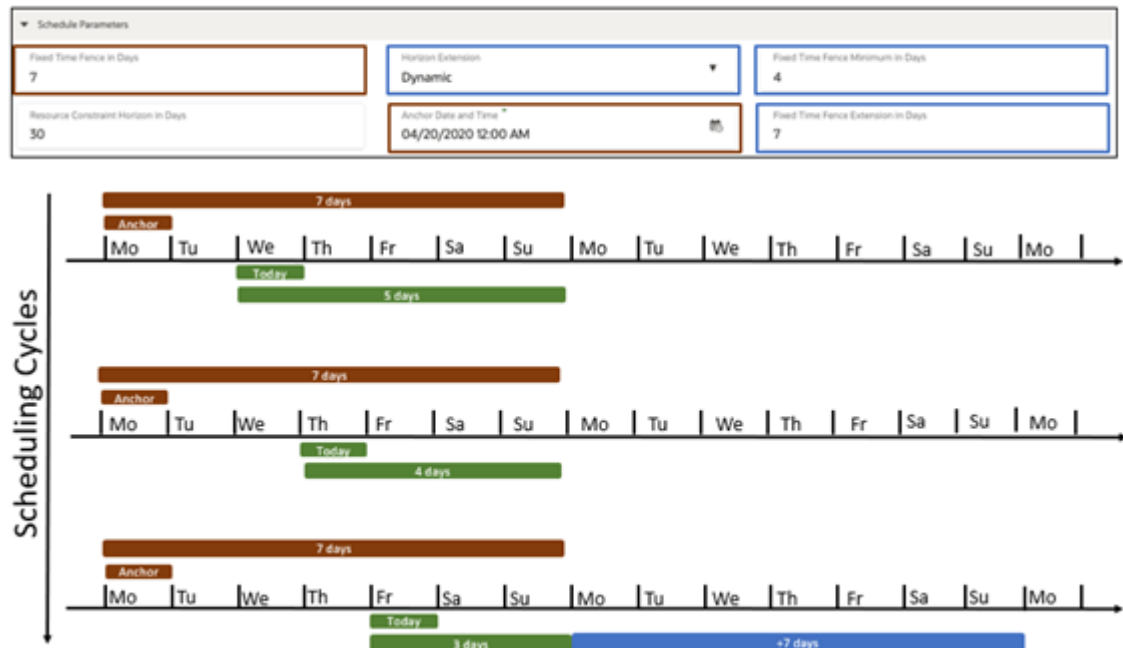 Schedule Parameters
Fixed Time Fence in Days
7
Horizon Extension
Dynamic
Fixed Time Fence Minimum in Days
4
Resource Constraint Horizon in Days
30
Anchor Date and Time *
04/20/2020 12:00 AM
Fixed Time Fence Extension in Days
7
Scheduling Cycles
7 days
Anchor
Mo Tu We Th Fr Sa Su Mo Tu We Th Fr Sa Su Mo
Today
5 days
7 days
Anchor
Mo Tu We Th Fr Sa Su Mo Tu We Th Fr Sa Su Mo
Today
4 days
7 days
Anchor
Mo Tu We Th Fr Sa Su Mo Tu We Th Fr Sa Su Mo
Today
3 days +7 days